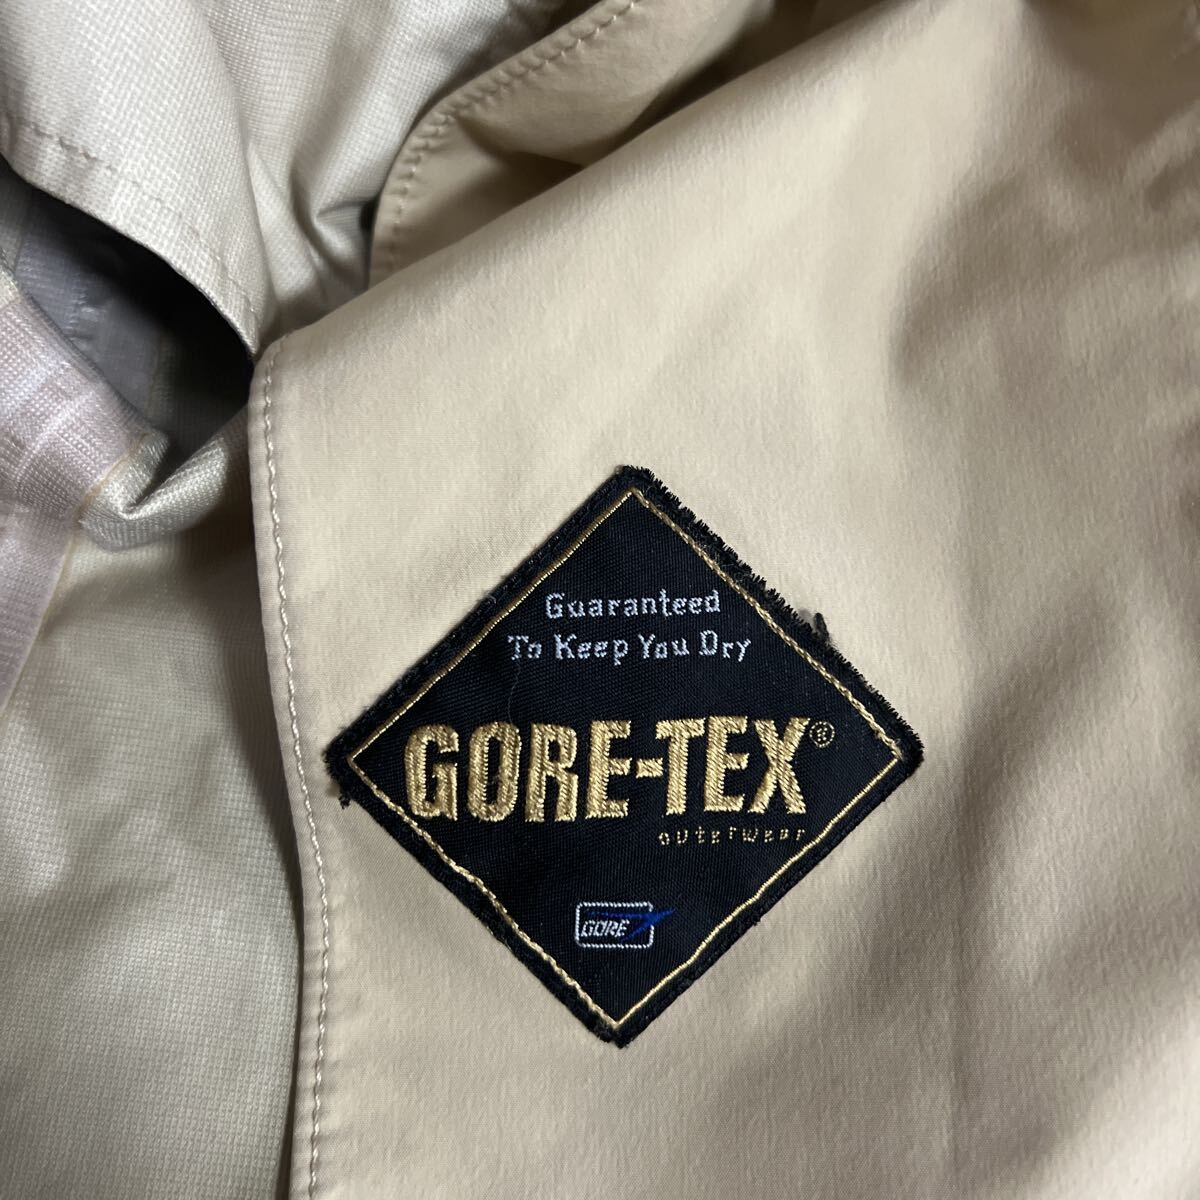 Guaranteed
To Keep You Dry
GORE-TEX®
outerwear
GORE